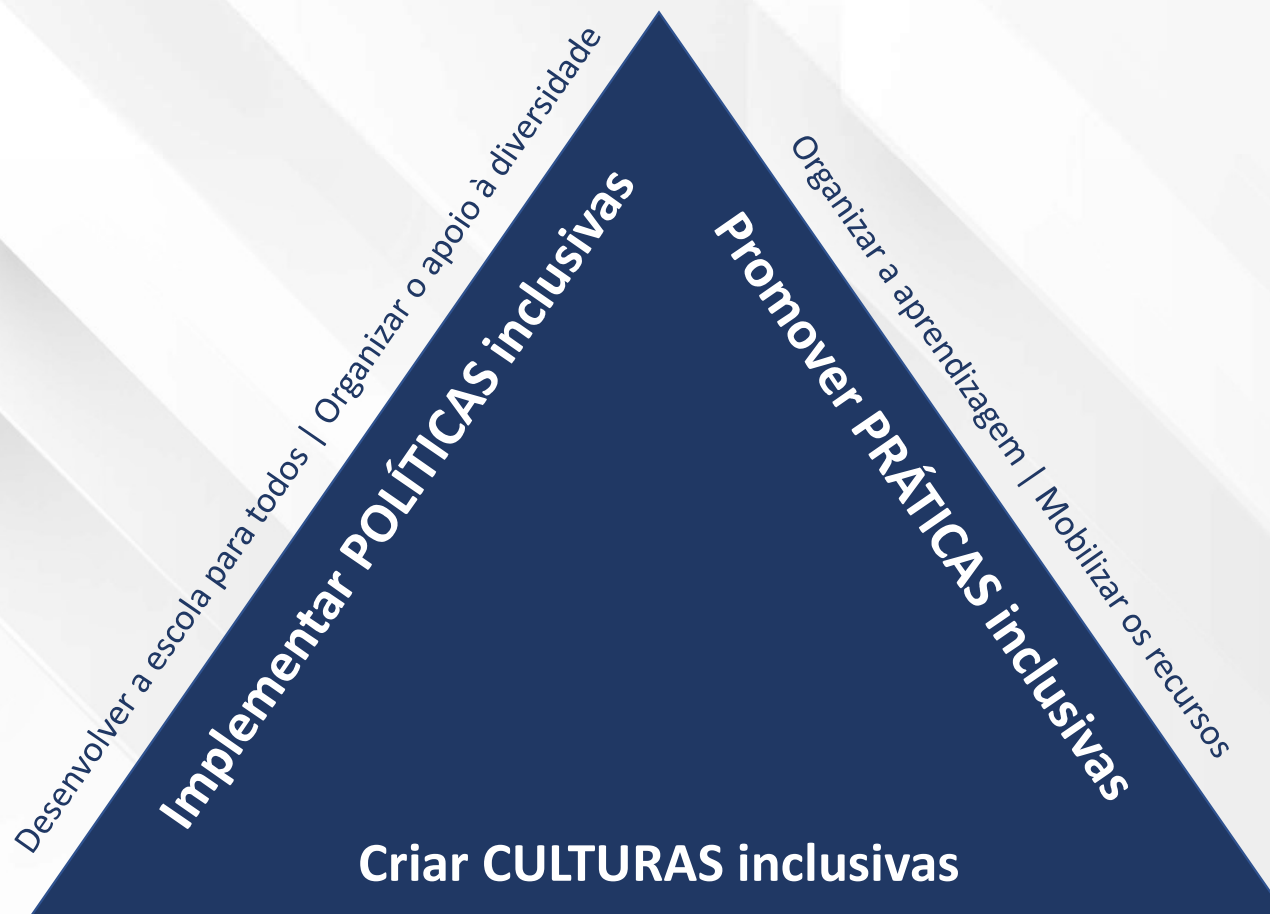 Desenvolver a escola para todos | Organizar o apoio à diversidade
Implementar POLÍTICAS inclusivas
Organizar a aprendizagem | Mobilizar os recursos
Promover PRÁTICAS inclusivas
Criar CULTURAS inclusivas